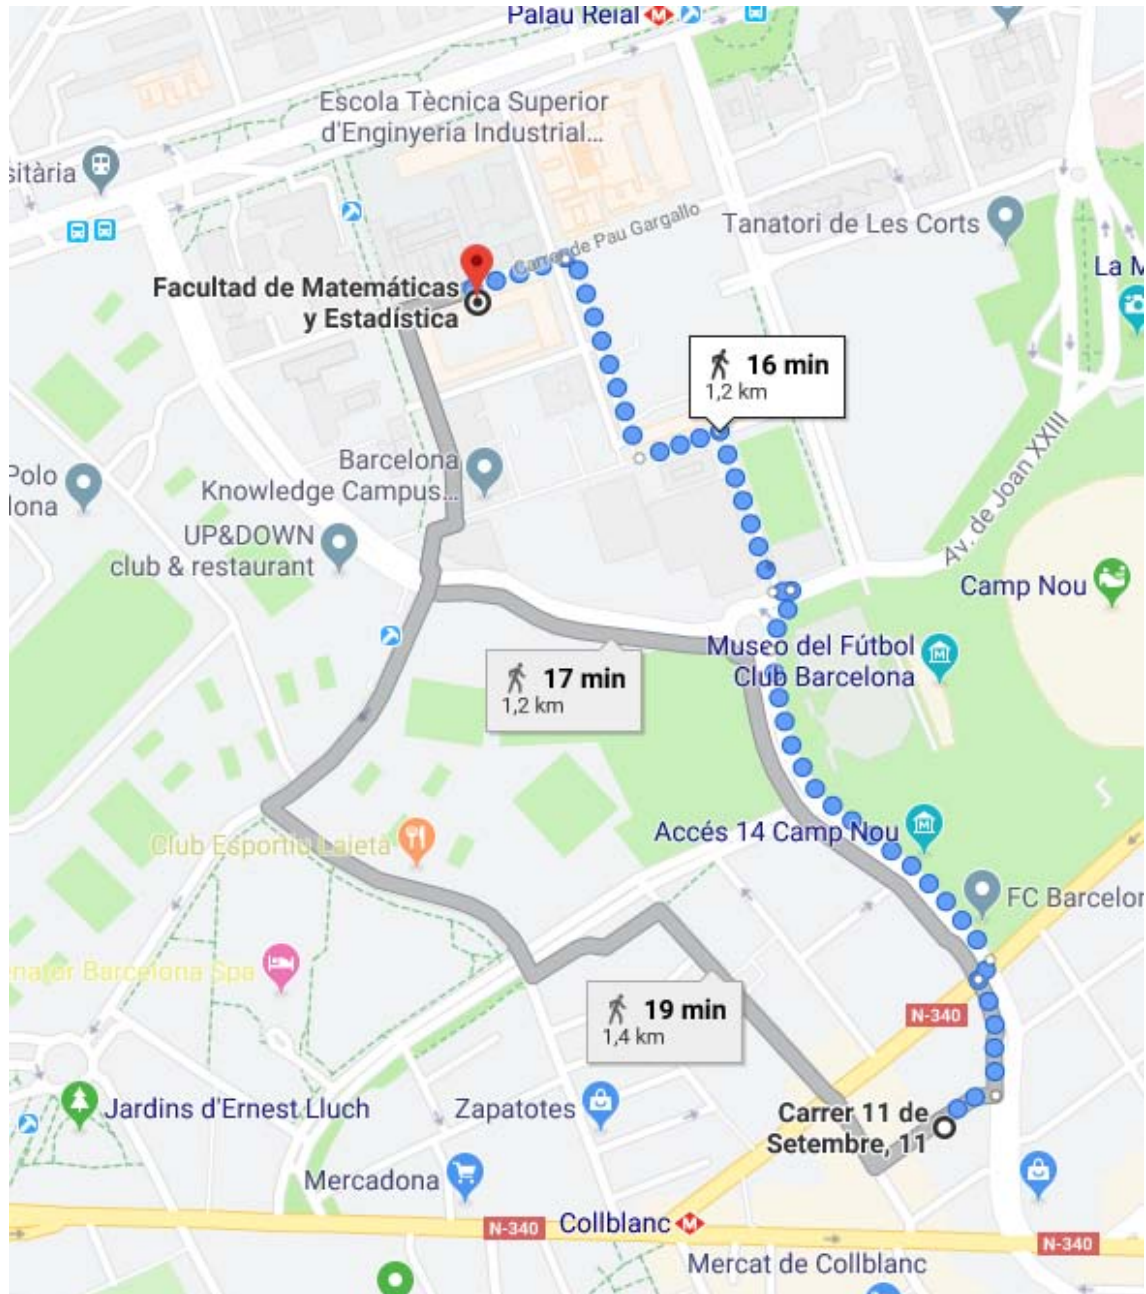 Palau Reial
Escola Tècnica Superior
d'Enginyeria Industrial...
sitària
Carrer de Pau Gargallo
Tanatori de Les Corts
La M
Facultad de Matemáticas
y Estadística
16 min
1,2 km
Av. de Joan XXIII
Barcelona
Knowledge Campus...
Polo
lona
UP&DOWN
club & restaurant
Camp Nou
Museo del Fútbol
Club Barcelona
17 min
1,2 km
Accés 14 Camp Nou
Club Esportiu Laietà
FC Barcelon
enator Barcelona Spa
19 min
1,4 km
N-340
Jardins d'Ernest Lluch
Zapatotes
Carrer 11 de
Setembre, 11
Mercadona
N-340
Collblanc
N-340
Mercat de Collblanc